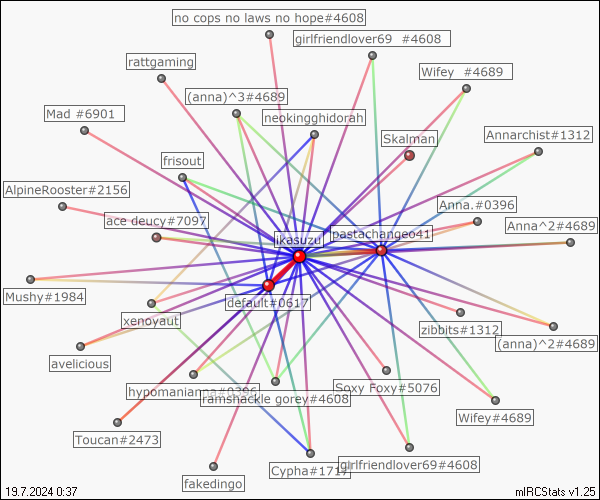 no cops no laws no hope#4608
girlfriendlover69 #4608
rattgaming
Wifey #4689
(anna)^3#4689
Mad #6901
neokingghidorah
Skalman
Annarchist#1312
frisout
AlpineRooster#2156
ace deucy#7097
Anna.#0396
Anna^2#4689
ikasuzu
pastachangeo41
Mushy#1984
default#0617
xenoyaut
zibbits#1312
(anna)^2#4689
avelicious
hypomanianna#0396
ramshackle gorey#4608
Soxy Foxy#5076
Wifey#4689
Toucan#2473
Cypha#1717
girlfriendlover69#4608
fakedingo
19.7.2024 0:37
mIRCStats v1.25